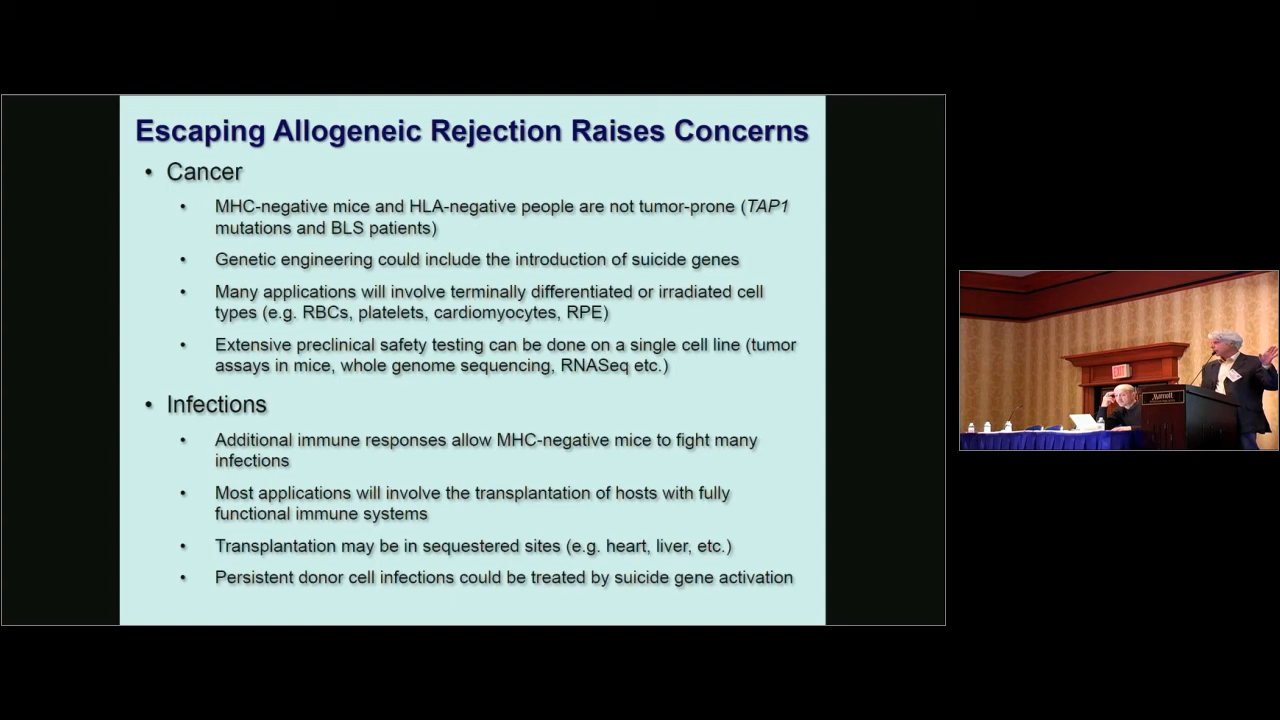 Escaping Allogeneic Rejection Raises Concerns
• Cancer
• MHC-negative mice and HLA-negative people are not tumor-prone (TAP1
mutations and BLS patients)
• Genetic engineering could include the introduction of suicide genes
• Many applications will involve terminally differentiated or irradiated cell
types (e.g. RBCs, platelets, cardiomyocytes, RPE)
• Extensive preclinical safety testing can be done on a single cell line (tumor
assays in mice, whole genome sequencing, RNASeq etc.)
• Infections
• Additional immune responses allow MHC-negative mice to fight many
infections
• Most applications will involve the transplantation of hosts with fully
functional immune systems
• Transplantation may be in sequestered sites (e.g. heart, liver, etc.)
• Persistent donor cell infections could be treated by suicide gene activation
EXIT
Marriott